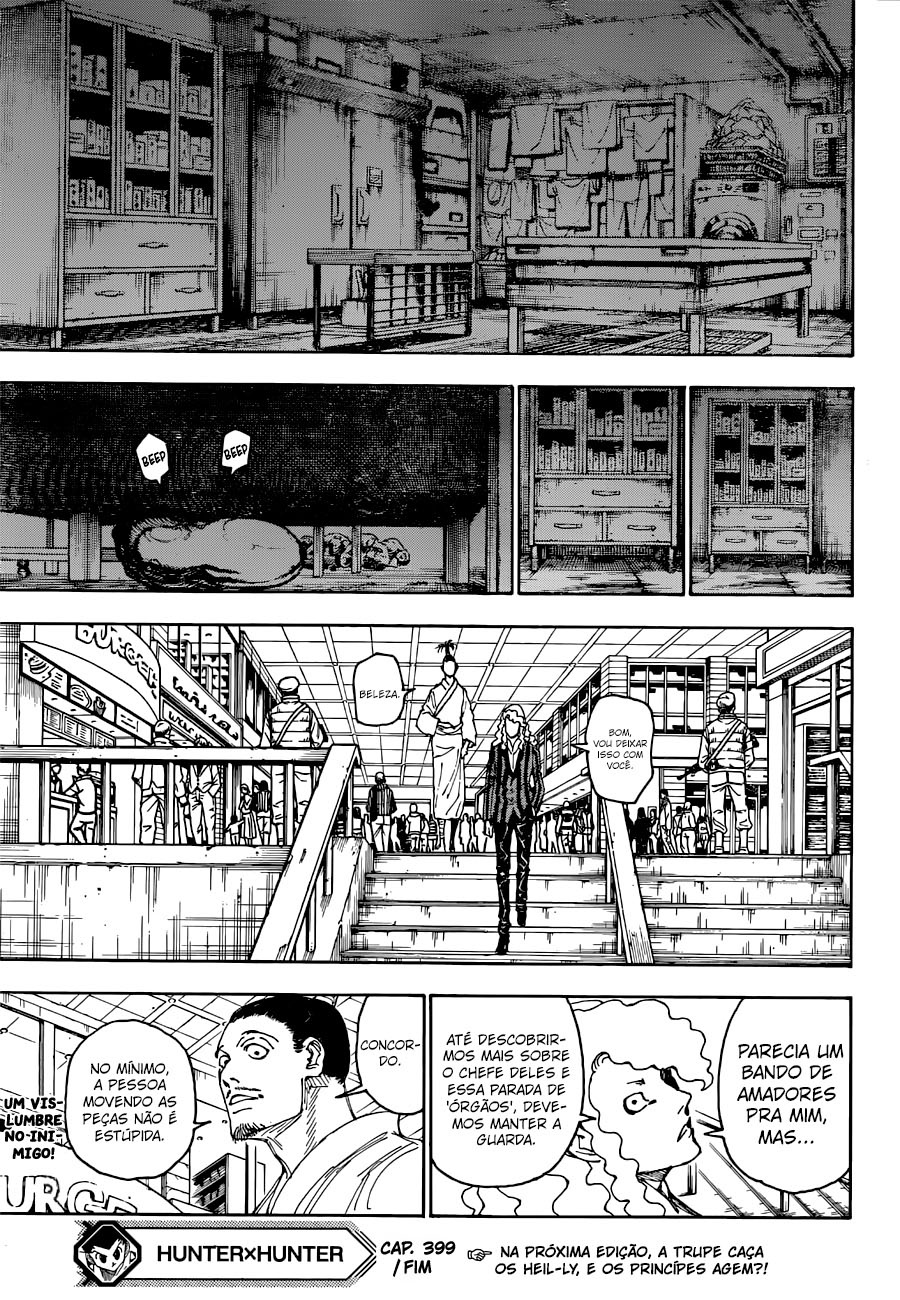 BEEP
BEEP
BURGER
BOM,
VOU DEIXAR
ISSO COM
VOCÊ.
BELEZA.
PARECIA UM
BANDO DE
AMADORES
PRA MIM,
MAS...
ATÉ DESCOBRIR-
MOS MAIS SOBRE
O CHEFE DELES E
ESSA PARADA DE
'ÓRGÃOS', DEVE-
MOS MANTER A
GUARDA.
CONCOR-
DO.
NO MÍNIMO,
A PESSOA
MOVENDO AS
PEÇAS NÃO É
ESTÚPIDA.
UM VIS-
LUMBRE
NO INI-
MIGO!
URGE
HUNTER×HUNTER
CAP. 399
/FIM
NA PRÓXIMA EDIÇÃO, A TRUPE CAÇA
OS HEIL-LY, E OS PRINCÍPES AGEM?!